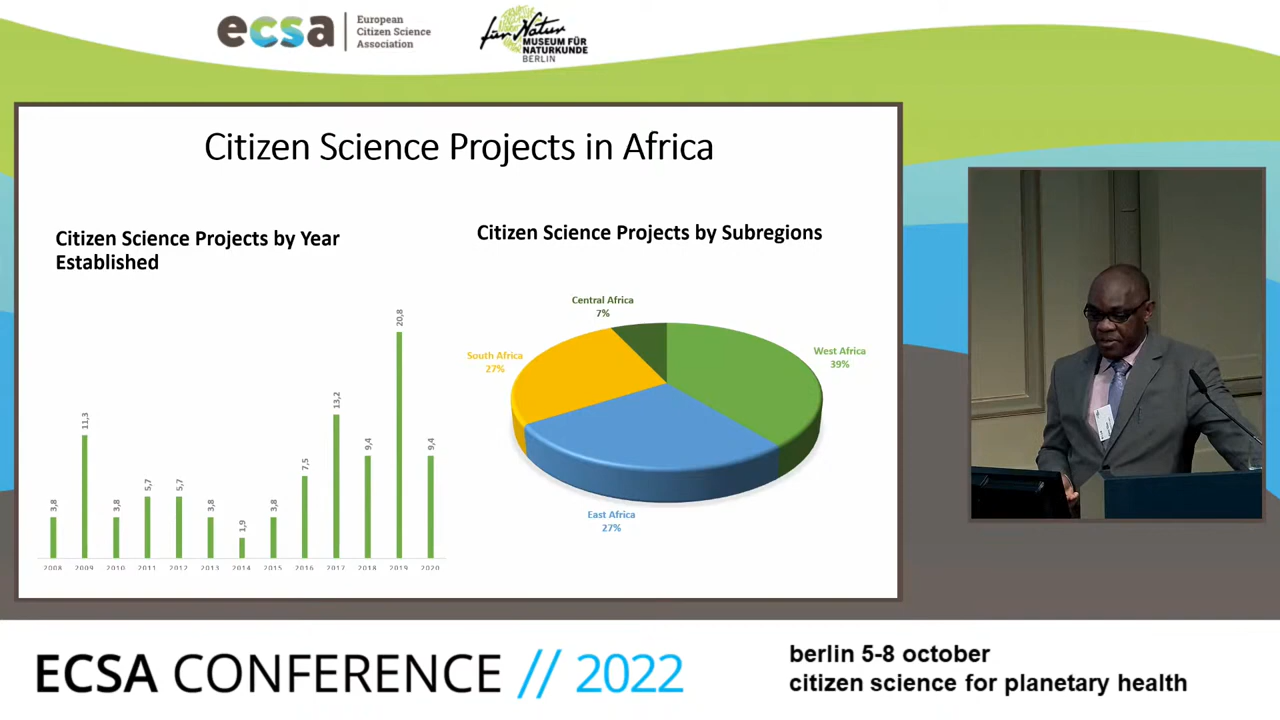 ecsa
European
Citizen Science
Association
für Natur
MUSEUM FÜR
NATURKUNDE
BERLIN
Citizen Science Projects in Africa
Citizen Science Projects by Year
Established
3,8
11,3
3,8
5,7
5,7
3,8
1,9
3,8
7,5
13,2
9,4
20,8
9,4
2008
2009
2010
2011
2012
2013
2014
2015
2016
2017
2018
2019
2020
Citizen Science Projects by Subregions
Central Africa
7%
South Africa
27%
West Africa
39%
East Africa
27%
ECSA CONFERENCE // 2022
berlin 5-8 october
citizen science for planetary health